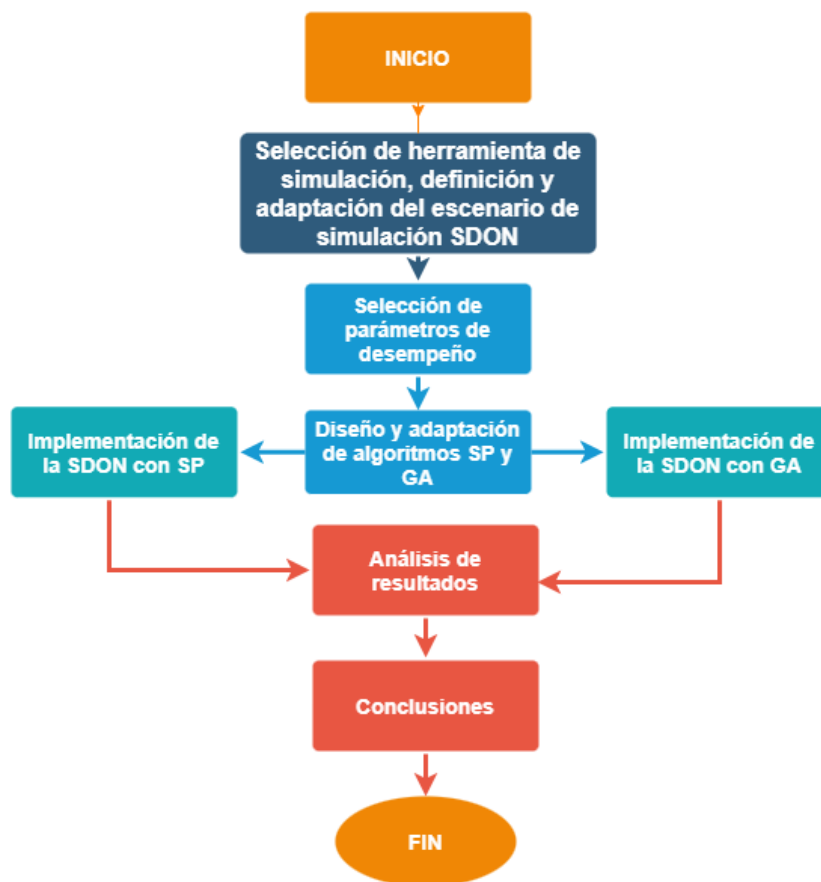 INICIO
Selección de herramienta de
simulación, definición y
adaptación del escenario de
simulación SDON
Selección de
parámetros de
desempeño
Implementación de
la SDON con SP
Diseño y adaptación
de algoritmos SP y
GA
Implementación de
la SDON con GA
Análisis de
resultados
Conclusiones
FIN